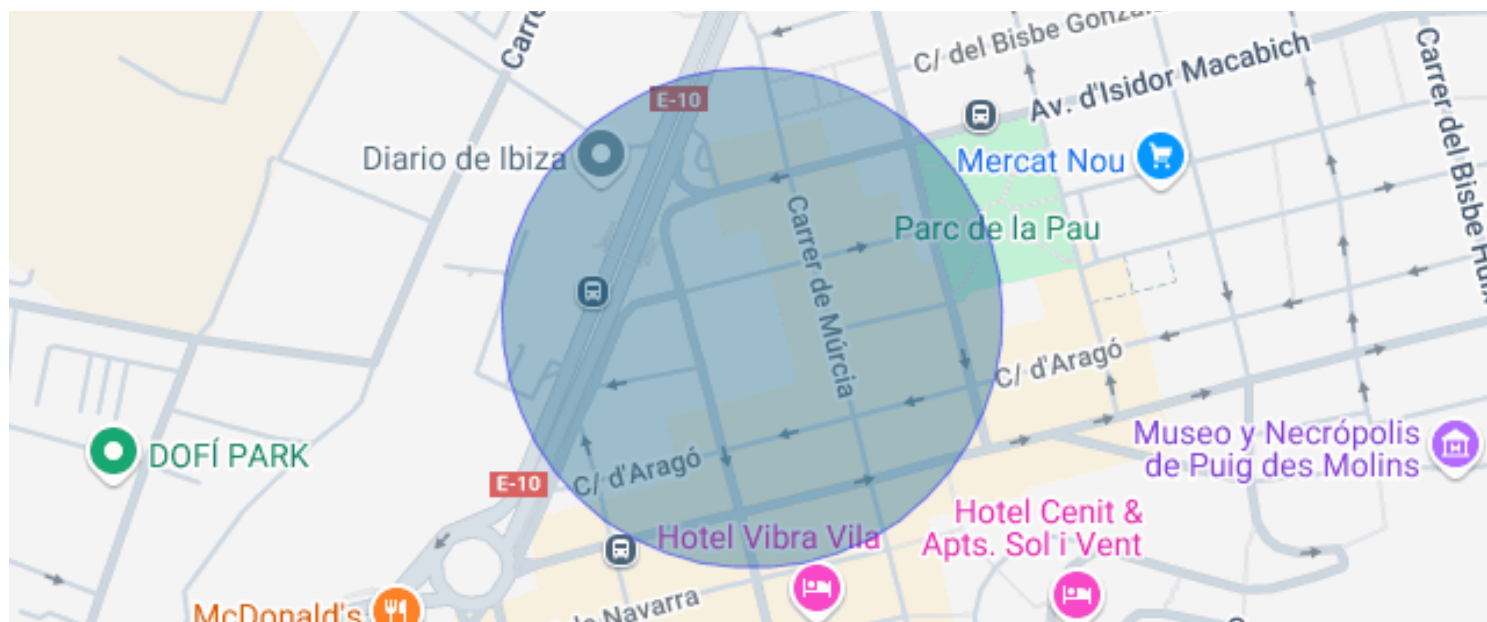 Carre
C/ del Bisbe Gonzá
Av. d'Isidor Macabich
Carrer del Bisbe Huix
E-10
Diario de Ibiza
Mercat Nou
Parc de la Pau
Carrer de Múrcia
C/ d'Aragó
DOFÍ PARK
Museo y Necrópolis
de Puig des Molins
C/ d'Aragó
E-10
Hotel Cenit &
Apts. Sol i Vent
Hotel Vibra Vila
McDonald's
Navarra